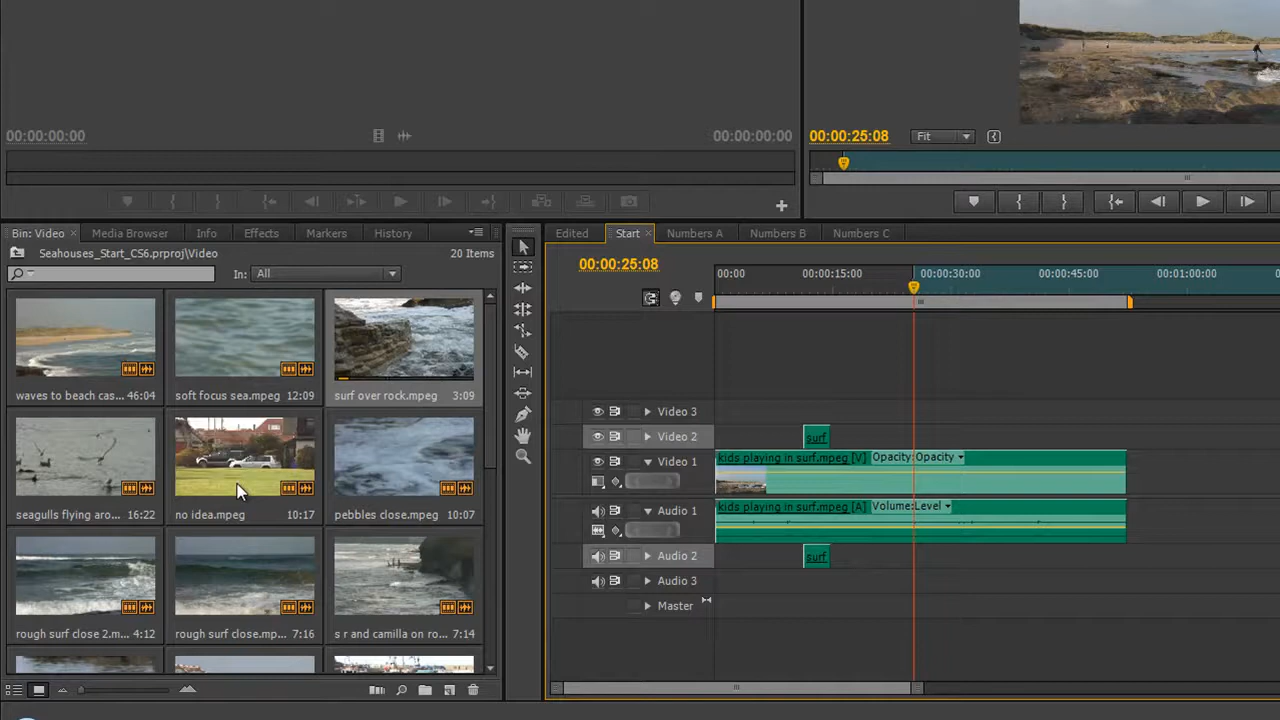 00:00:00:00
00:00:00:00
00:00:25:08
Fit
Bin: Video
Media Browser
Info
Effects
Markers
History
Edited
Start
Numbers A
Numbers B
Numbers C
Seahouses_Start_CS6.prproj\Video
20 Items
In:
All
00:00:25:08
00:00
00:00:15:00
00:00:30:00
00:00:45:00
00:01:00:00
waves to beach cas... 46:04
soft focus sea.mpeg 12:09
surf over rock.mpeg 3:09
seagulls flying aro... 16:22
no idea.mpeg 10:17
pebbles close.mpeg 10:07
rough surf close 2.m... 4:12
rough surf close.mp... 7:16
s r and camilla on ro... 7:14
Video 3
Video 2
surf
Video 1
kids playing in surf.mpeg [V] Opacity:Opacity
Audio 1
kids playing in surf.mpeg [A] Volume:Level
Audio 2
surf
Audio 3
Master